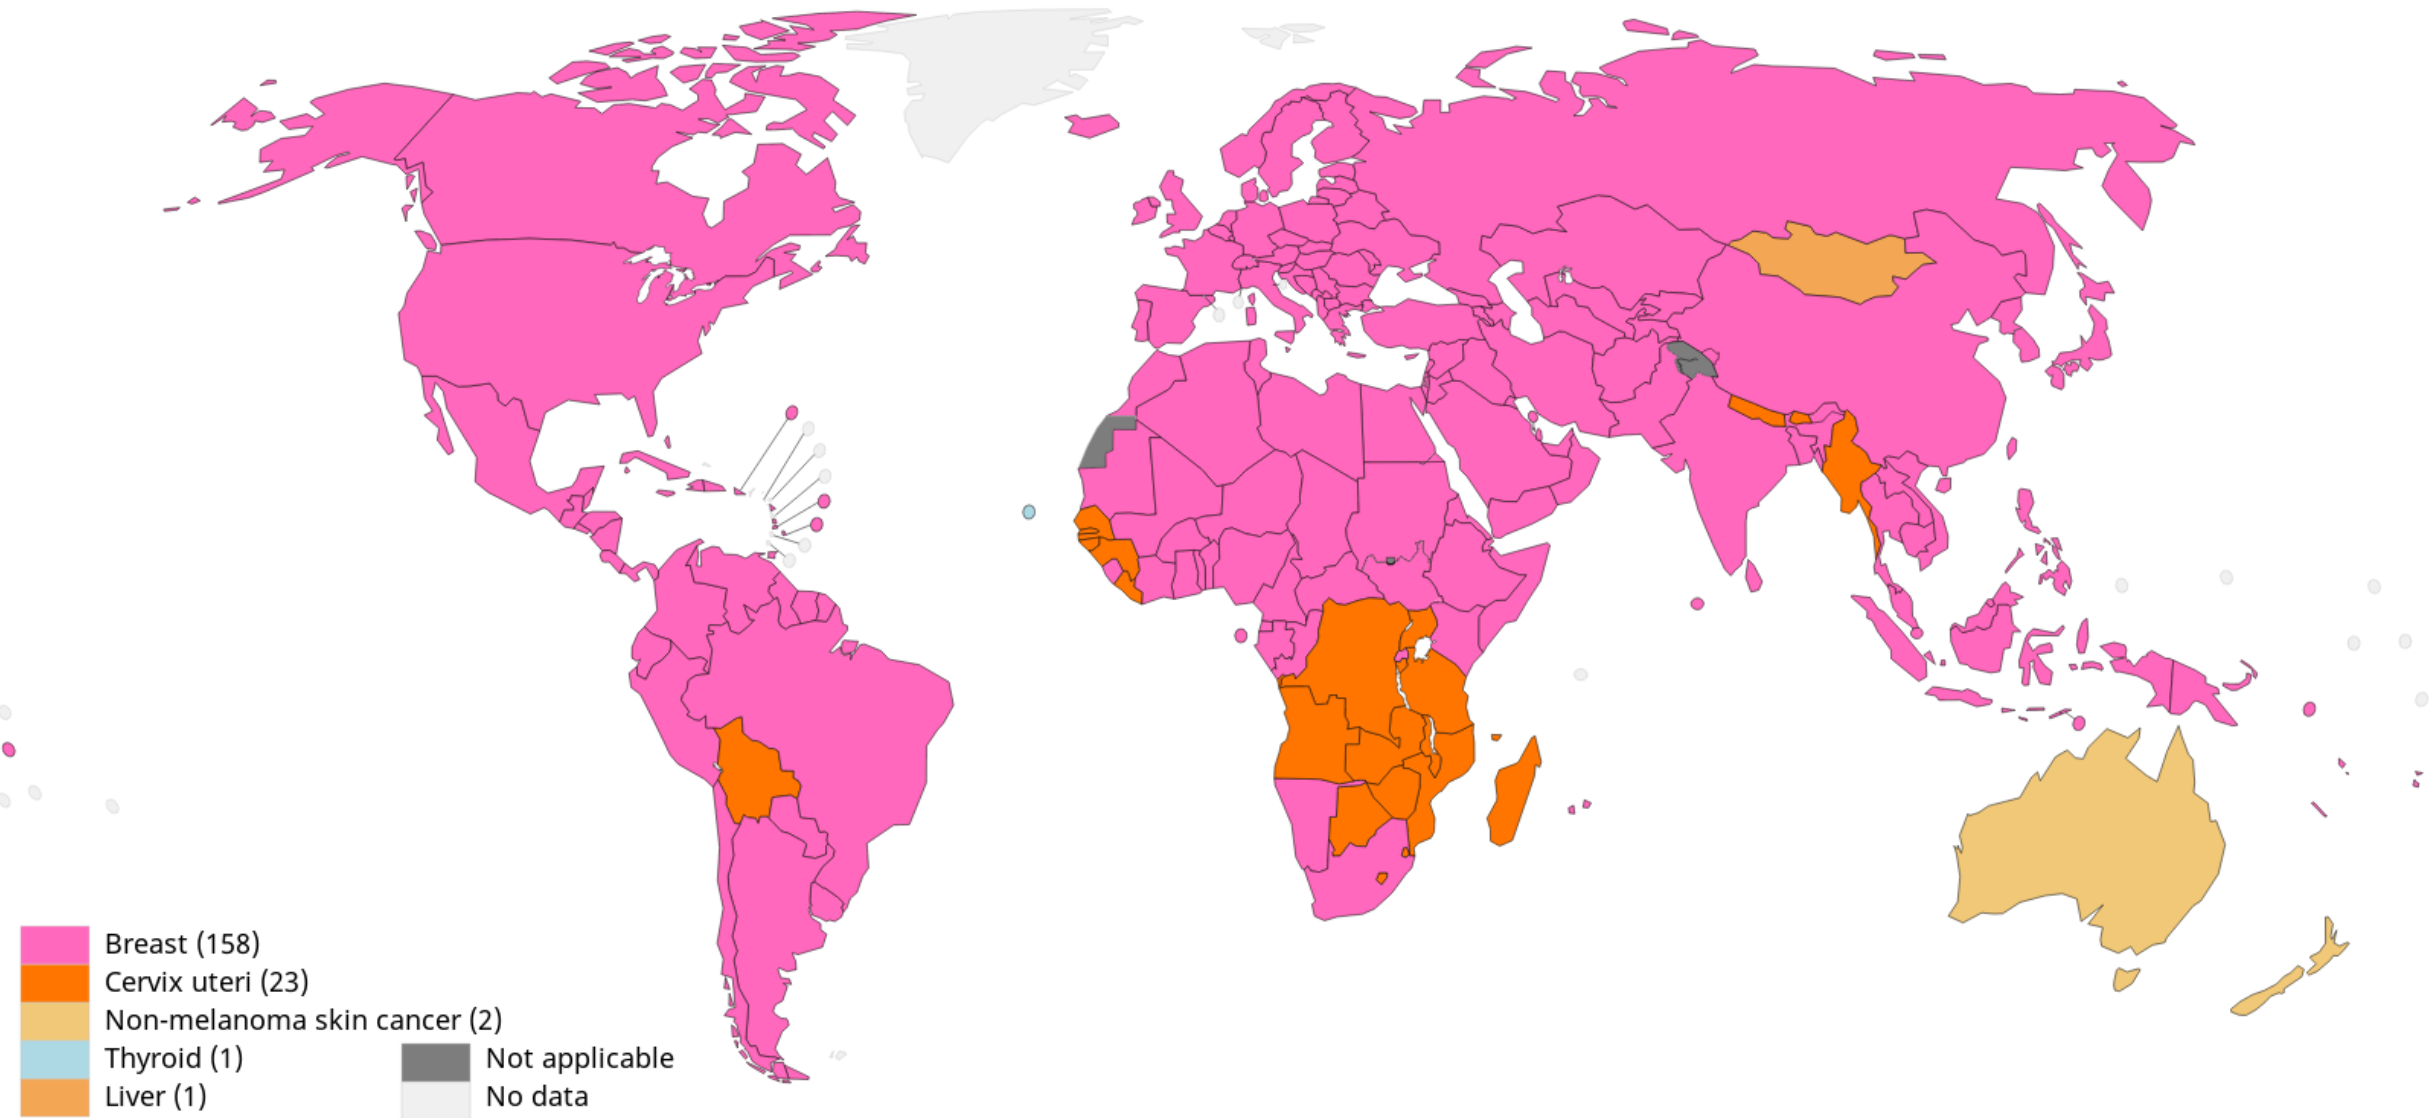 Breast (158)
Cervix uteri (23)
Non-melanoma skin cancer (2)
Thyroid (1)
Liver (1)
Not applicable
No data